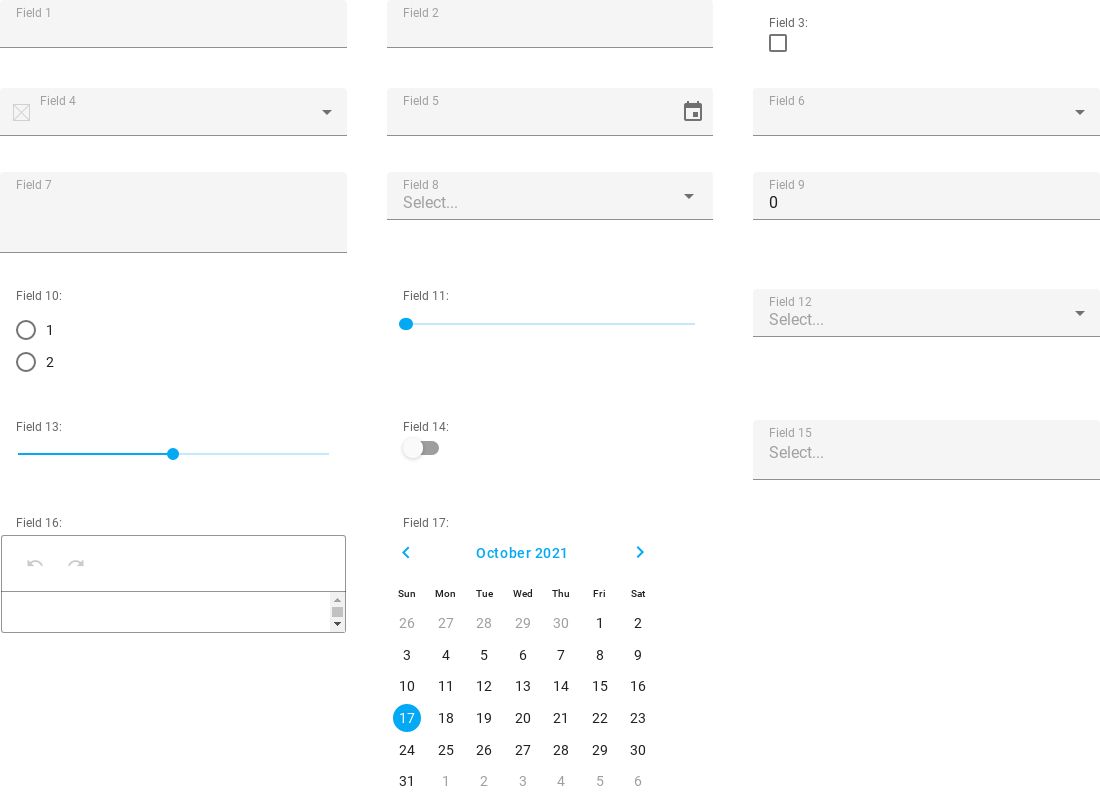 Field 1
Field 2
Field 3:
Field 4
Field 5
Field 6
Field 7
Field 8
Select...
Field 9
0
Field 10:
1
2
Field 11:
Field 12
Select...
Field 13:
Field 14:
Field 15
Select...
Field 16:
Field 17:
October 2021
Sun Mon Tue Wed Thu Fri Sat
26 27 28 29 30 1 2
3 4 5 6 7 8 9
10 11 12 13 14 15 16
17 18 19 20 21 22 23
24 25 26 27 28 29 30
31 1 2 3 4 5 6